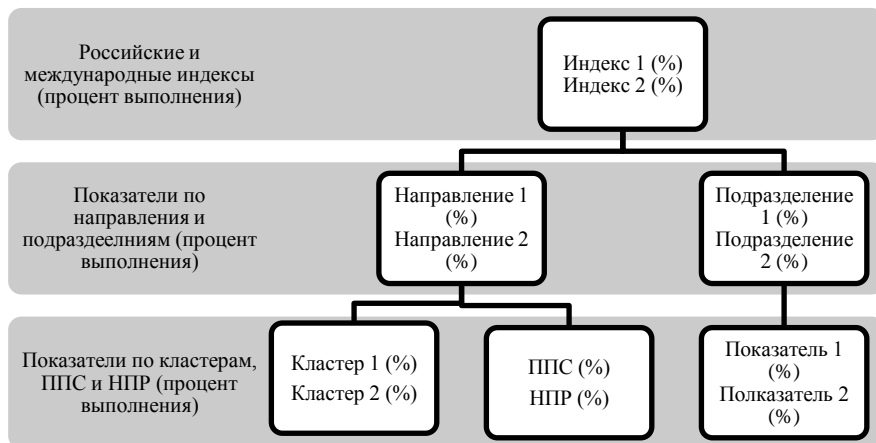 Российские и
международные индексы
(процент выполнения)
Индекс 1 (%)
Индекс 2 (%)
Показатели по
направления и
подраздеелниям (процент
выполнения)
Направление 1
(%)
Направление 2
(%)
Подразделение
1 (%)
Подразделение
2 (%)
Показатели по кластерам,
ППС и НПР (процент
выполнения)
Кластер 1 (%)
Кластер 2 (%)
ППС (%)
НПР (%)
Показатель 1
(%)
Полказатель 2
(%)